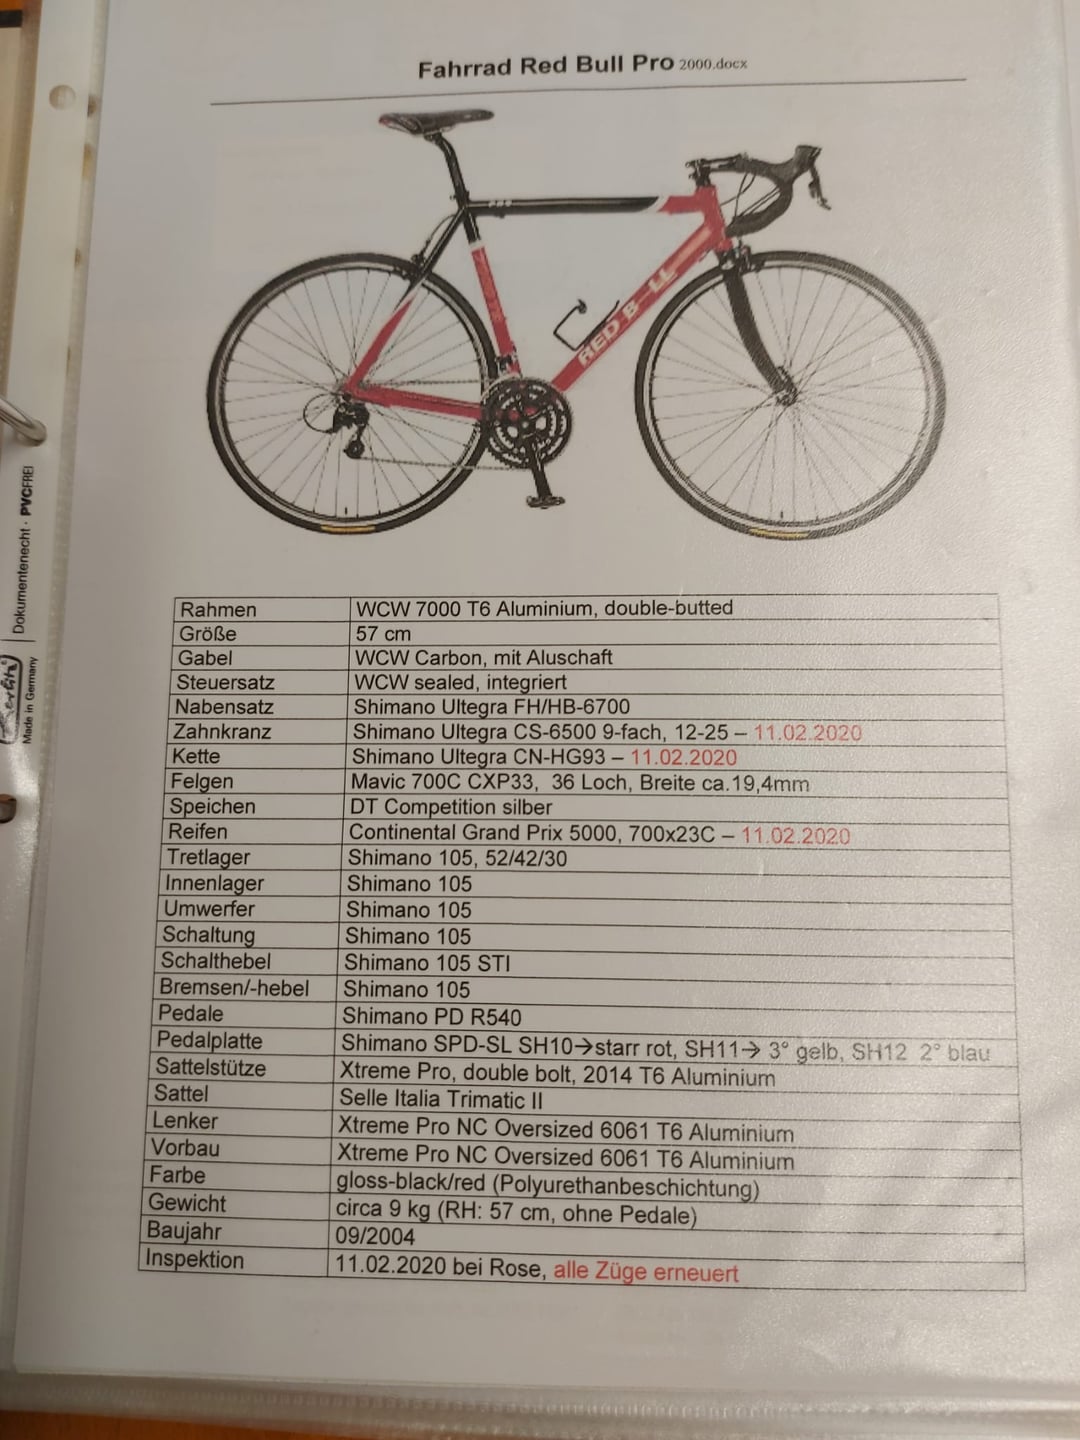 Fahrrad Red Bull Pro 2000.docx
RED B LL
Dokumentenecht · PVCFREI
Made in Germany
Rahmen WCW 7000 T6 Aluminium, double-butted
Größe 57 cm
Gabel WCW Carbon, mit Aluschaft
Steuersatz WCW sealed, integriert
Nabensatz Shimano Ultegra FH/HB-6700
Zahnkranz Shimano Ultegra CS-6500 9-fach, 12-25 – 11.02.2020
Kette Shimano Ultegra CN-HG93 – 11.02.2020
Felgen Mavic 700C CXP33, 36 Loch, Breite ca.19,4mm
Speichen DT Competition silber
Reifen Continental Grand Prix 5000, 700x23C – 11.02.2020
Tretlager Shimano 105, 52/42/30
Innenlager Shimano 105
Umwerfer Shimano 105
Schaltung Shimano 105
Schalthebel Shimano 105 STI
Bremsen/-hebel Shimano 105
Pedale Shimano PD R540
Pedalplatte Shimano SPD-SL SH10→starr rot, SH11→ 3° gelb, SH12 2° blau
Sattelstütze Xtreme Pro, double bolt, 2014 T6 Aluminium
Sattel Selle Italia Trimatic II
Lenker Xtreme Pro NC Oversized 6061 T6 Aluminium
Vorbau Xtreme Pro NC Oversized 6061 T6 Aluminium
Farbe gloss-black/red (Polyurethanbeschichtung)
Gewicht circa 9 kg (RH: 57 cm, ohne Pedale)
Baujahr 09/2004
Inspektion 11.02.2020 bei Rose, alle Züge erneuert